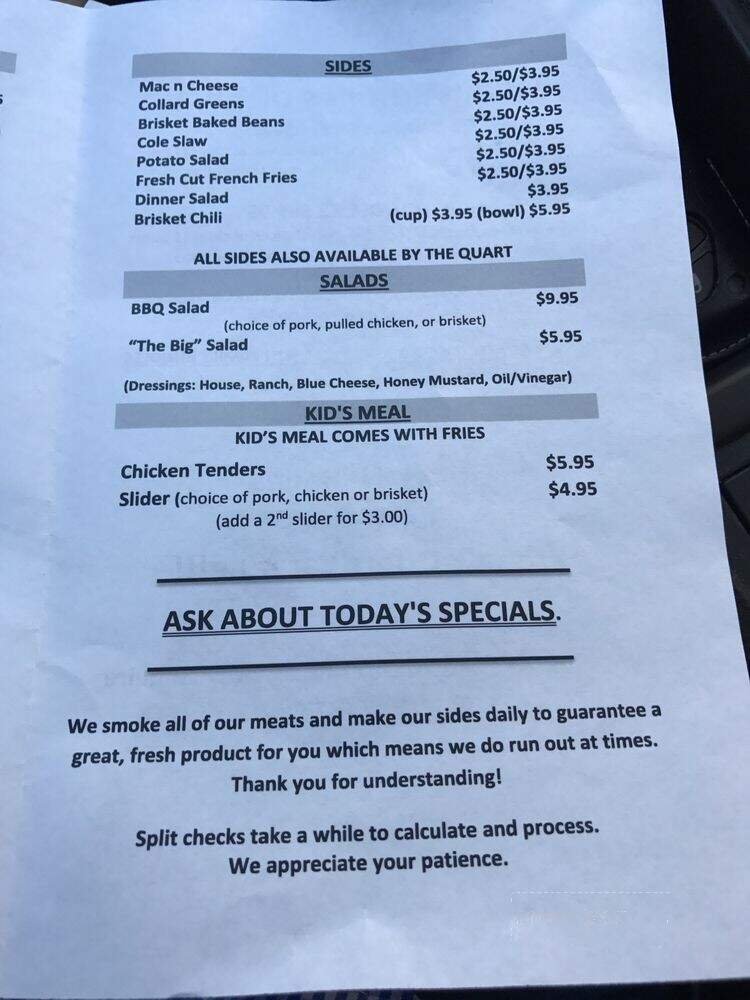 SIDES
Mac n Cheese $2.50/$3.95
Collard Greens $2.50/$3.95
Brisket Baked Beans $2.50/$3.95
Cole Slaw $2.50/$3.95
Potato Salad $2.50/$3.95
Fresh Cut French Fries $2.50/$3.95
Dinner Salad $3.95
Brisket Chili (cup) $3.95 (bowl) $5.95
ALL SIDES ALSO AVAILABLE BY THE QUART
SALADS
BBQ Salad $9.95
(choice of pork, pulled chicken, or brisket)
“The Big” Salad $5.95
(Dressings: House, Ranch, Blue Cheese, Honey Mustard, Oil/Vinegar)
KID'S MEAL
KID’S MEAL COMES WITH FRIES
Chicken Tenders $5.95
Slider (choice of pork, chicken or brisket) $4.95
(add a 2nd slider for $3.00)
ASK ABOUT TODAY'S SPECIALS.
We smoke all of our meats and make our sides daily to guarantee a
great, fresh product for you which means we do run out at times.
Thank you for understanding!
Split checks take a while to calculate and process.
We appreciate your patience.